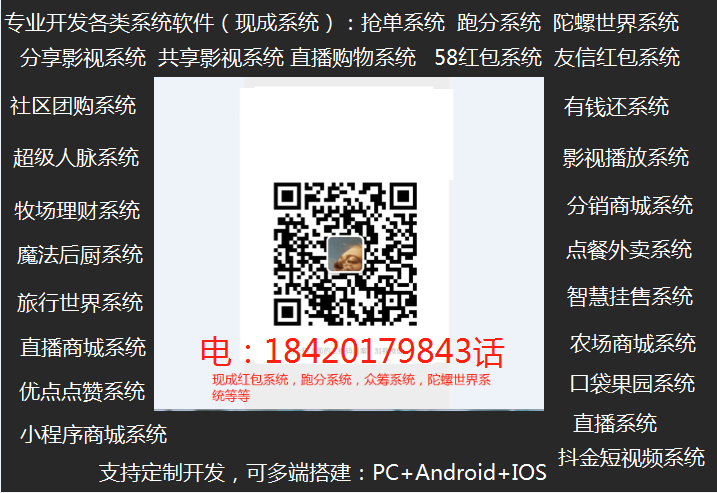 专业开发各类系统软件（现成系统）：抢单系统 跑分系统 陀螺世界系统
分享影视系统 共享影视系统 直播购物系统 58红包系统 友信红包系统
社区团购系统
有钱还系统
超级人脉系统
影视播放系统
牧场理财系统
分销商城系统
魔法后厨系统
点餐外卖系统
旅行世界系统
智慧挂售系统
直播商城系统
农场商城系统
优点点赞系统
口袋果园系统
小程序商城系统
直播系统
抖金短视频系统
电：18420179843话
现成红包系统，跑分系统，众筹系统，陀螺世界系
统等等
支持定制开发，可多端搭建：PC+Android+IOS